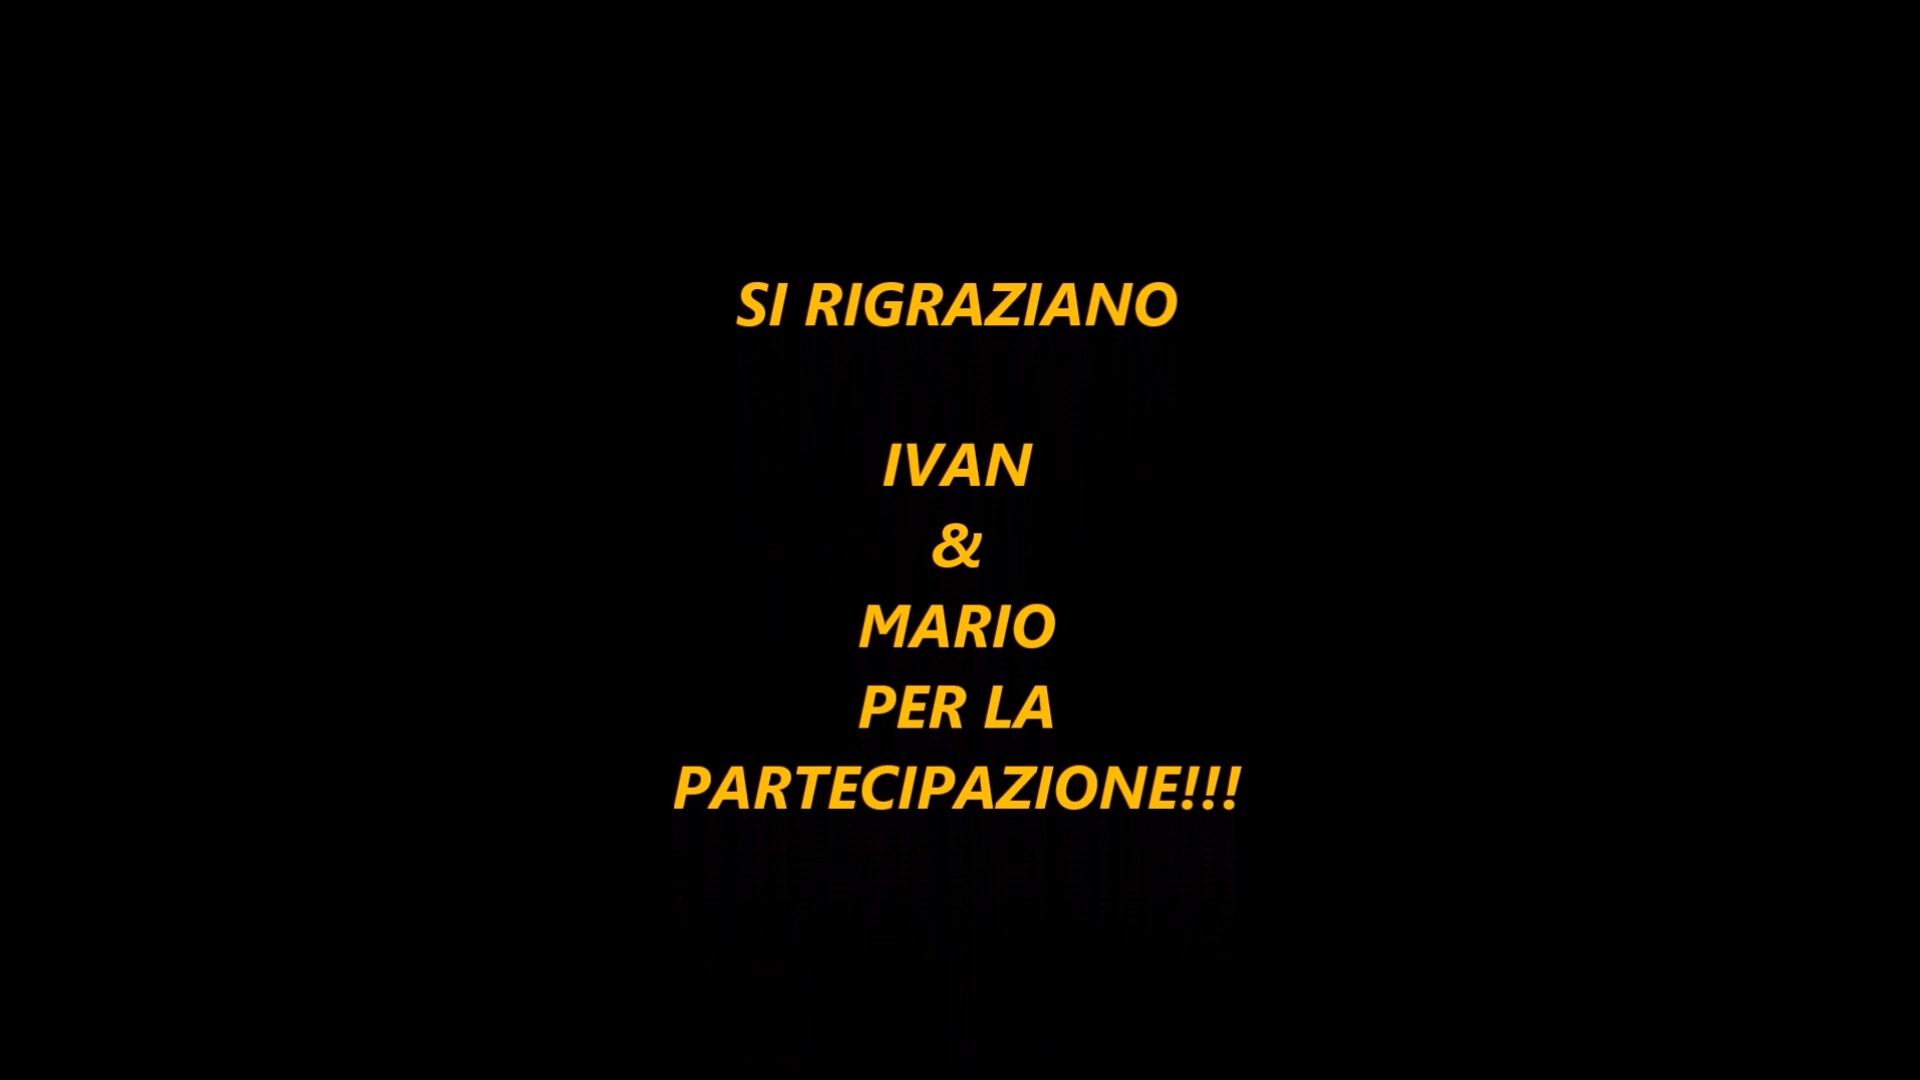 SI RIGRAZIANO
IVAN
&
MARIO
PER LA
PARTECIPAZIONE!!!